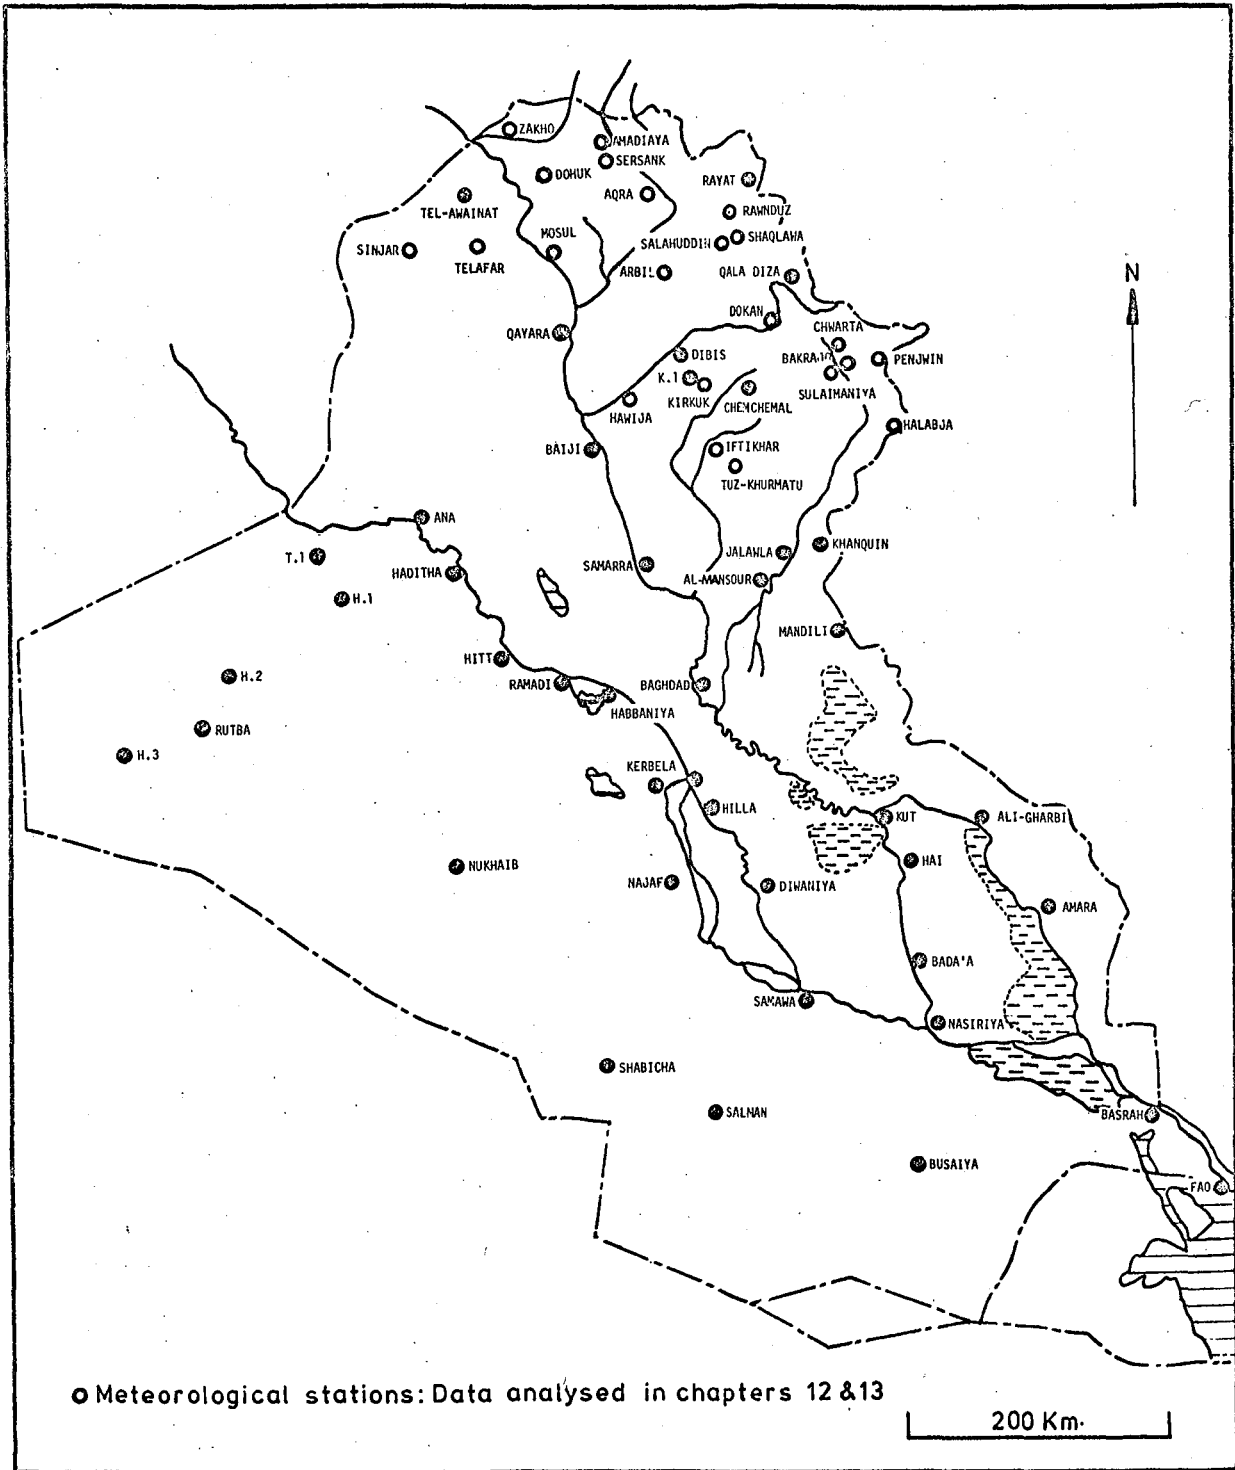 ZAKHO
AMADIAYA
SERSANK
DOHUK
RAYAT
AQRA
TEL-AWAINAT
RAWNDUZ
MOSUL
SHAQLAWA
SALAHUDDIN
SINJAR
TELAFAR
ARBIL
QALA DIZA
N
DOKAN
QAYARA
CHWARTA
DIBIS
BAKRAJO
PENJWIN
K.1
KIRKUK
CHEMCHEMAL
SULAIMANIYA
HAWIJA
HALABJA
BAIJI
IFTIKHAR
TUZ-KHURMATU
ANA
KHANQUIN
T.1
JALAWLA
SAMARRA
HADITHA
AL-MANSOUR
H.1
MANDILI
HITT
H.2
RAMADI
BAGHDAD
HABBANIYA
RUTBA
H.3
KERBELA
HILLA
KUT
ALI-GHARBI
HAI
NUKHAIB
NAJAF
DIWANIYA
AMARA
BADA'A
SAMAWA
NASIRIYA
SHABICHA
SALMAN
BASRAH
BUSAIYA
FAO
Meteorological stations: Data analysed in chapters 12 &13
200 Km.